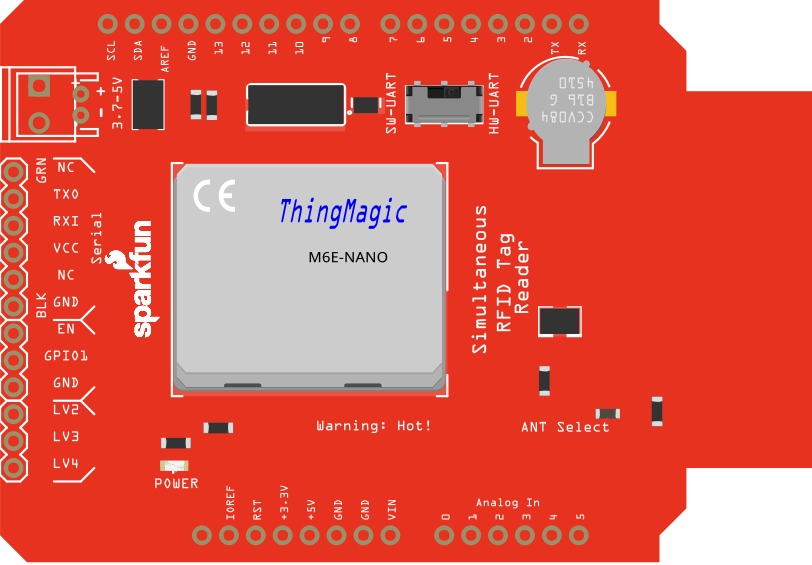 SCL
SDA
AREF
GND
13
12
11
10
9
8
7
6
5
4
3
2
TX
RX
3.7-5V
+
-
SW-UART
HW-UART
4510
B16 G
CCV084
GRN
NC
TXO
RXI
VCC
NC
GND
BLK
Serial
EN
GPIO1
GND
LV2
LV3
LV4
sparkfun
CE
ThingMagic
M6E-NANO
Simultaneous
RFID Tag
Reader
Warning: Hot!
ANT Select
POWER
IOREF
RST
+3.3V
+5V
GND
GND
VIN
Analog In
0
1
2
3
4
5